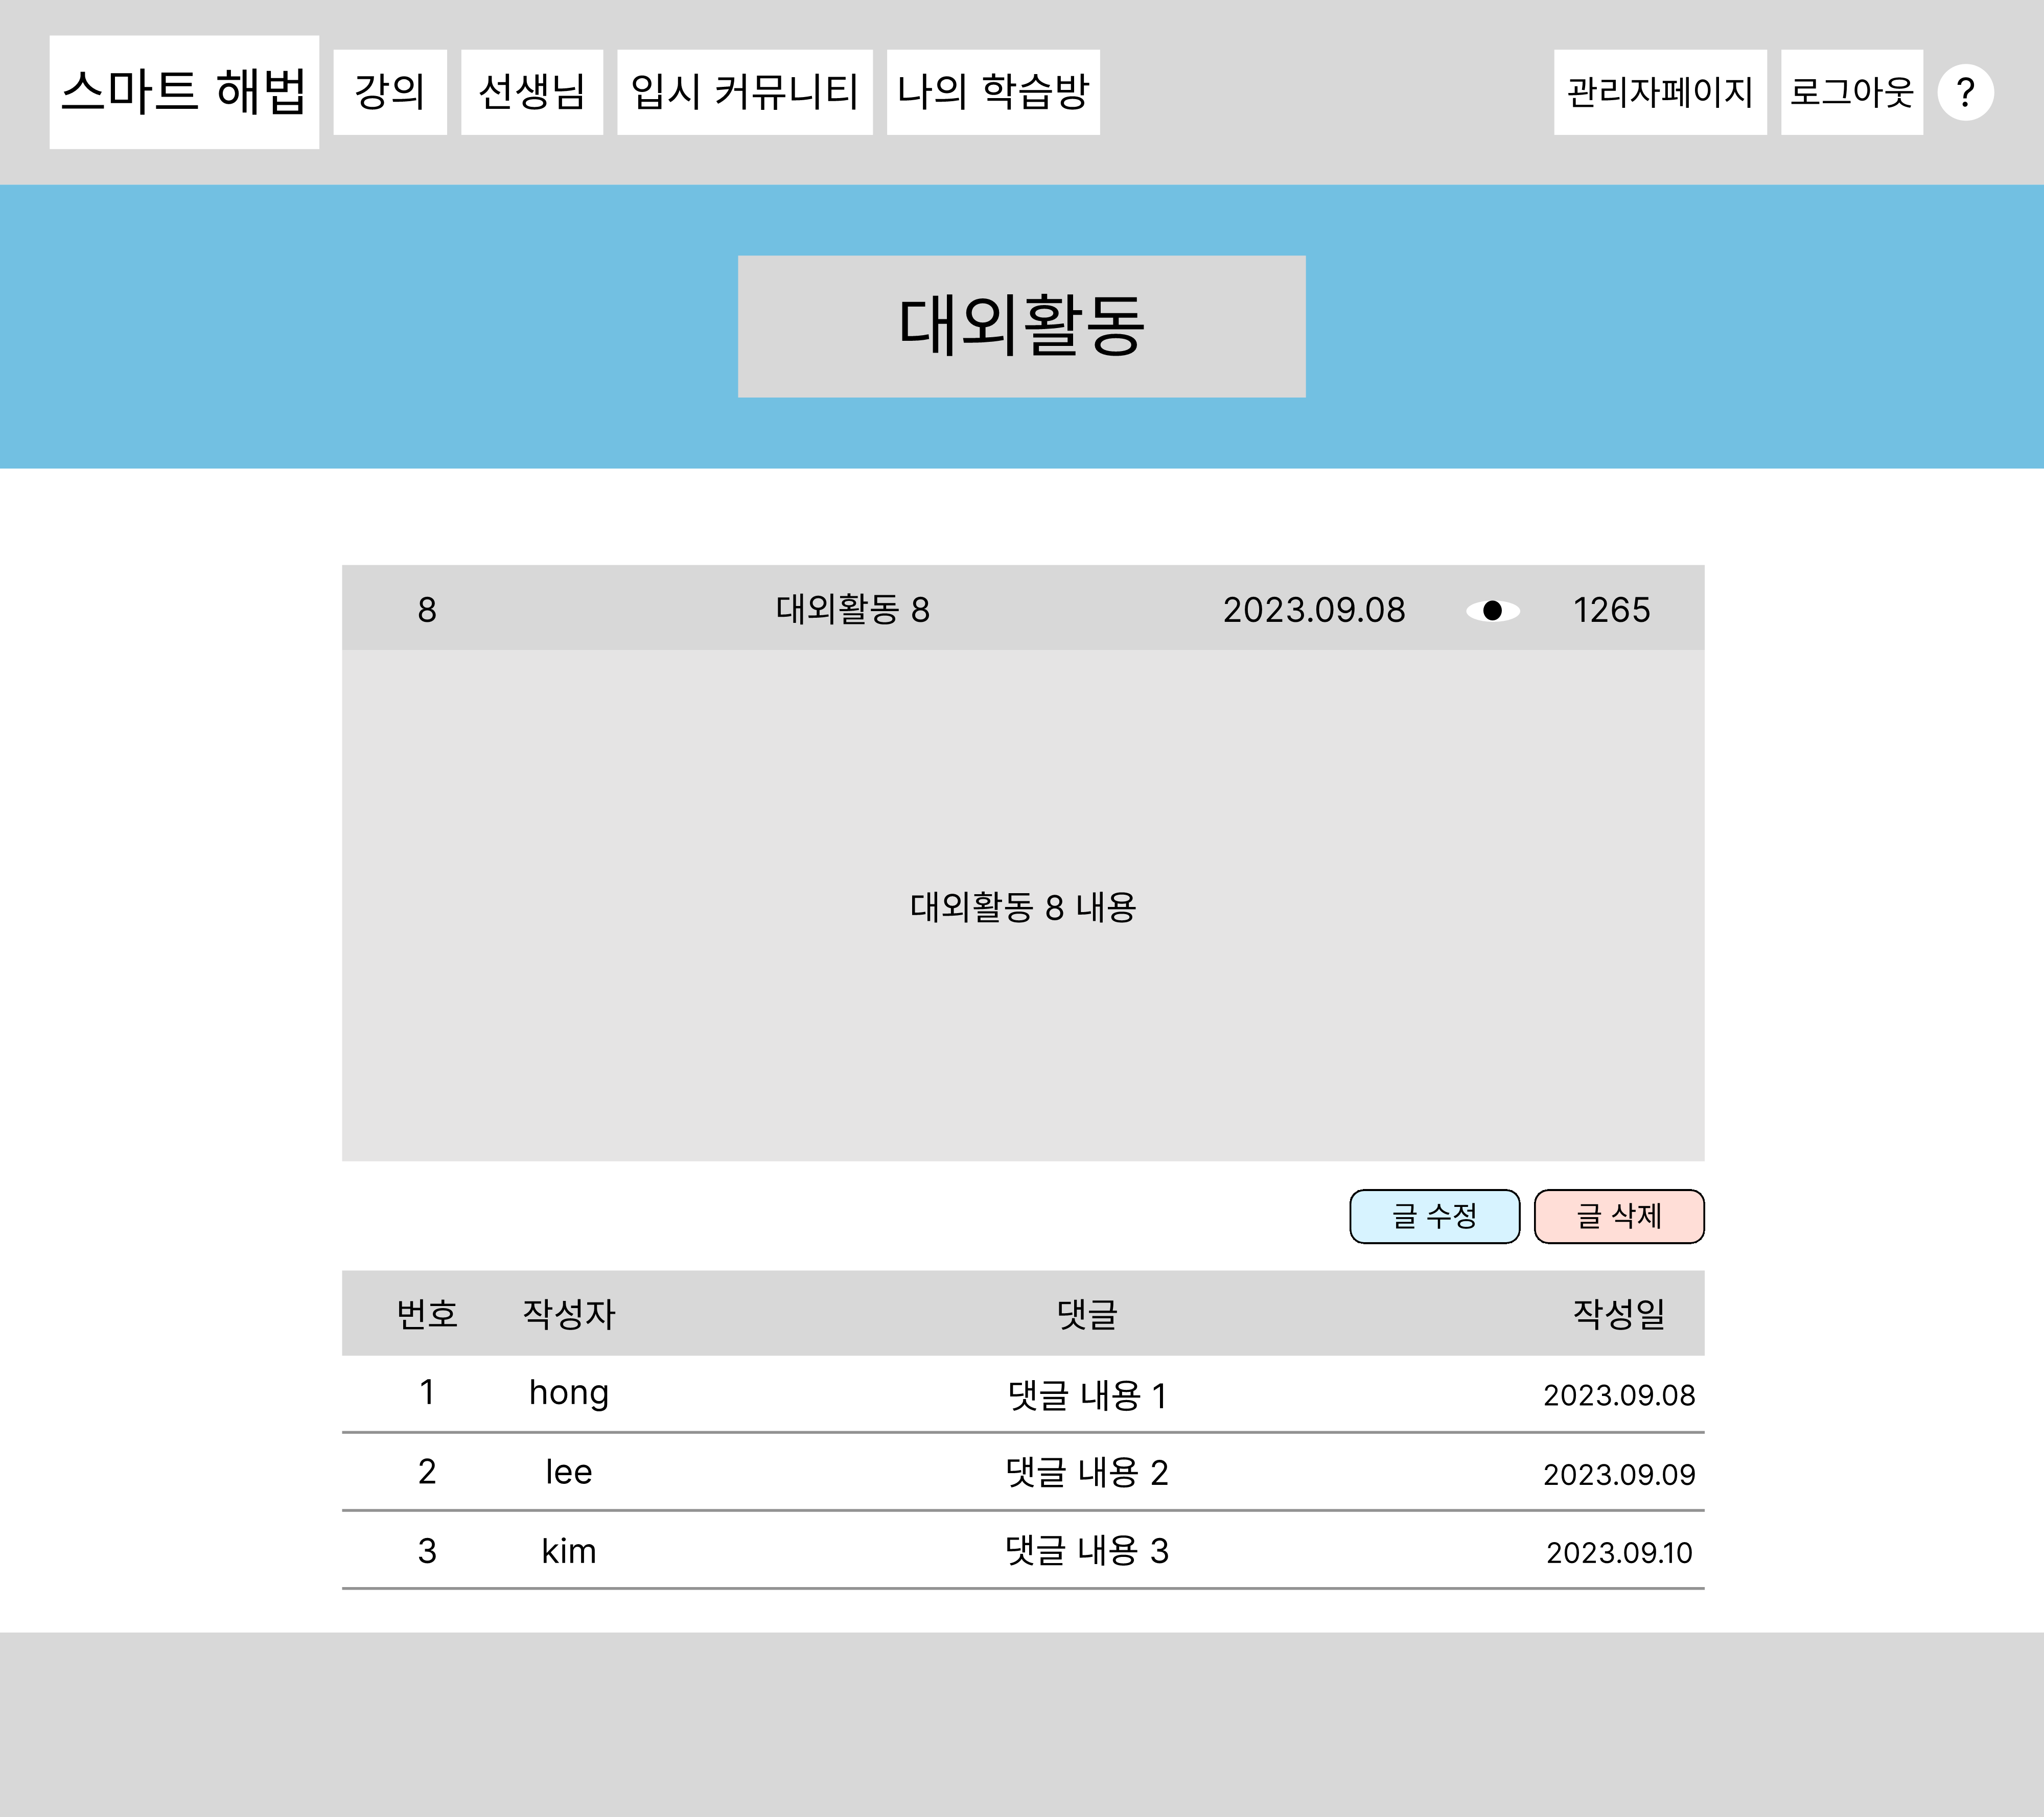 스마트 해법 강의 선생님 입시 커뮤니티 나의 학습방 관리자페이지 로그아웃 ?
대외활동
8 대외활동 8 2023.09.08 1265
대외활동 8 내용
글 수정 글 삭제
번호 작성자 댓글 작성일
1 hong 댓글 내용 1 2023.09.08
2 lee 댓글 내용 2 2023.09.09
3 kim 댓글 내용 3 2023.09.10